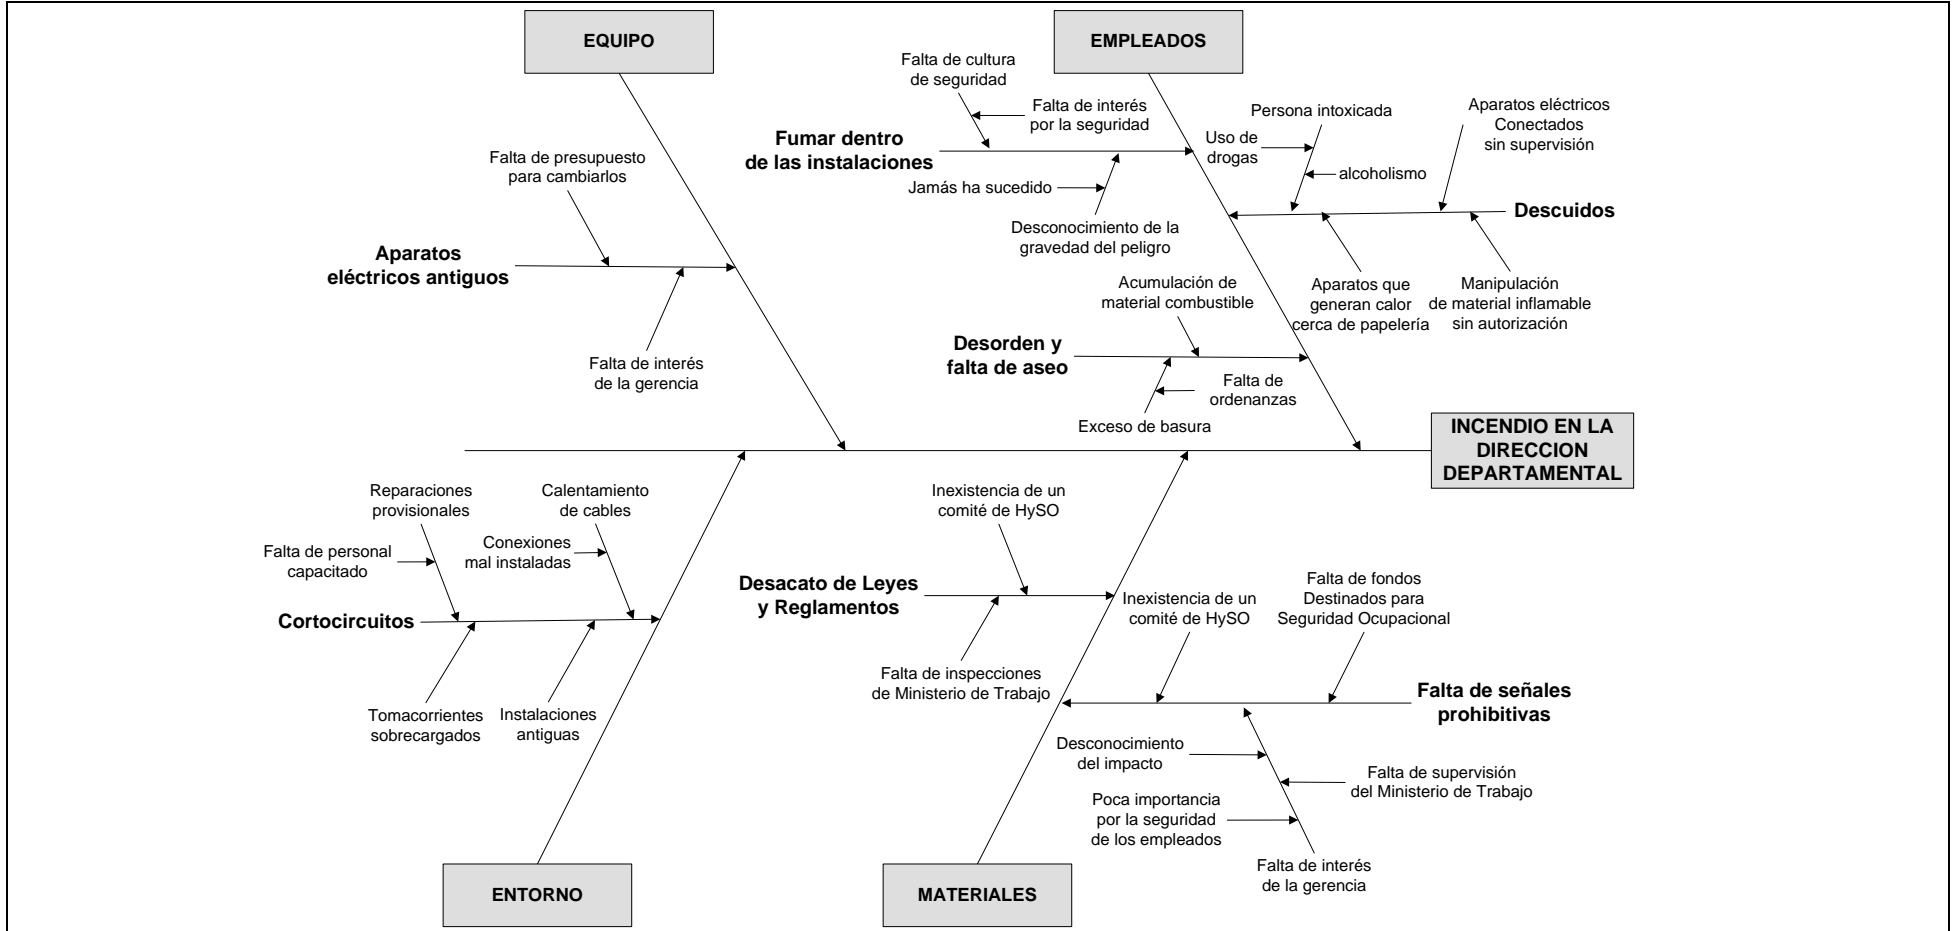 EQUIPO
EMPLEADOS
Falta de cultura
de seguridad
Falta de interés
por la seguridad
Fumar dentro
de las instalaciones
Jamás ha sucedido
Desconocimiento de la
gravedad del peligro
Persona intoxicada
Uso de
drogas
alcoholismo
Aparatos eléctricos
Conectados
sin supervisión
Descuidos
Aparatos que
generan calor
cerca de papelería
Manipulación
de material inflamable
sin autorización
Falta de presupuesto
para cambiarlos
Aparatos
eléctricos antiguos
Falta de interés
de la gerencia
Acumulación de
material combustible
Desorden y
falta de aseo
Falta de
ordenanzas
Exceso de basura
INCENDIO EN LA
DIRECCION
DEPARTAMENTAL
Reparaciones
provisionales
Calentamiento
de cables
Falta de personal
capacitado
Conexiones
mal instaladas
Cortocircuitos
Tomacorrientes
sobrecargados
Instalaciones
antiguas
Inexistencia de un
comité de HySO
Desacato de Leyes
y Reglamentos
Falta de inspecciones
de Ministerio de Trabajo
Inexistencia de un
comité de HySO
Falta de fondos
Destinados para
Seguridad Ocupacional
Falta de señales
prohibitivas
Desconocimiento
del impacto
Falta de supervisión
del Ministerio de Trabajo
Poca importancia
por la seguridad
de los empleados
Falta de interés
de la gerencia
ENTORNO
MATERIALES